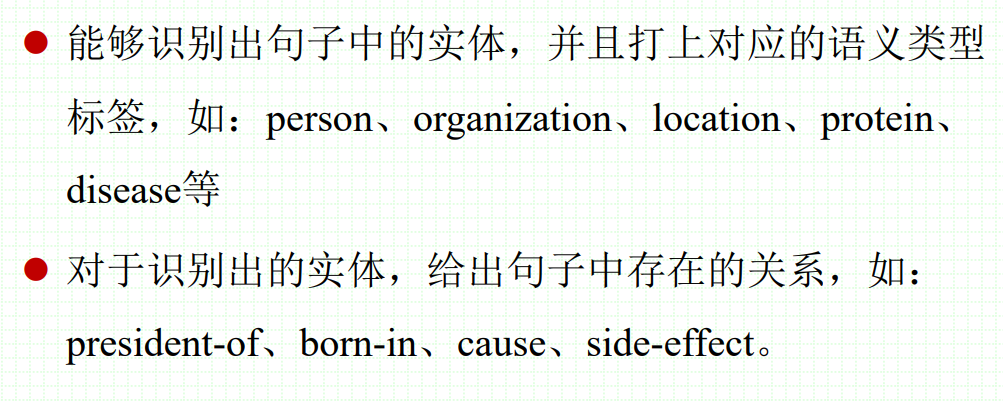 ● 能够识别出句子中的实体，并且打上对应的语义类型
标签，如：person、organization、location、protein、
disease等
● 对于识别出的实体，给出句子中存在的关系，如：
president-of、born-in、cause、side-effect。